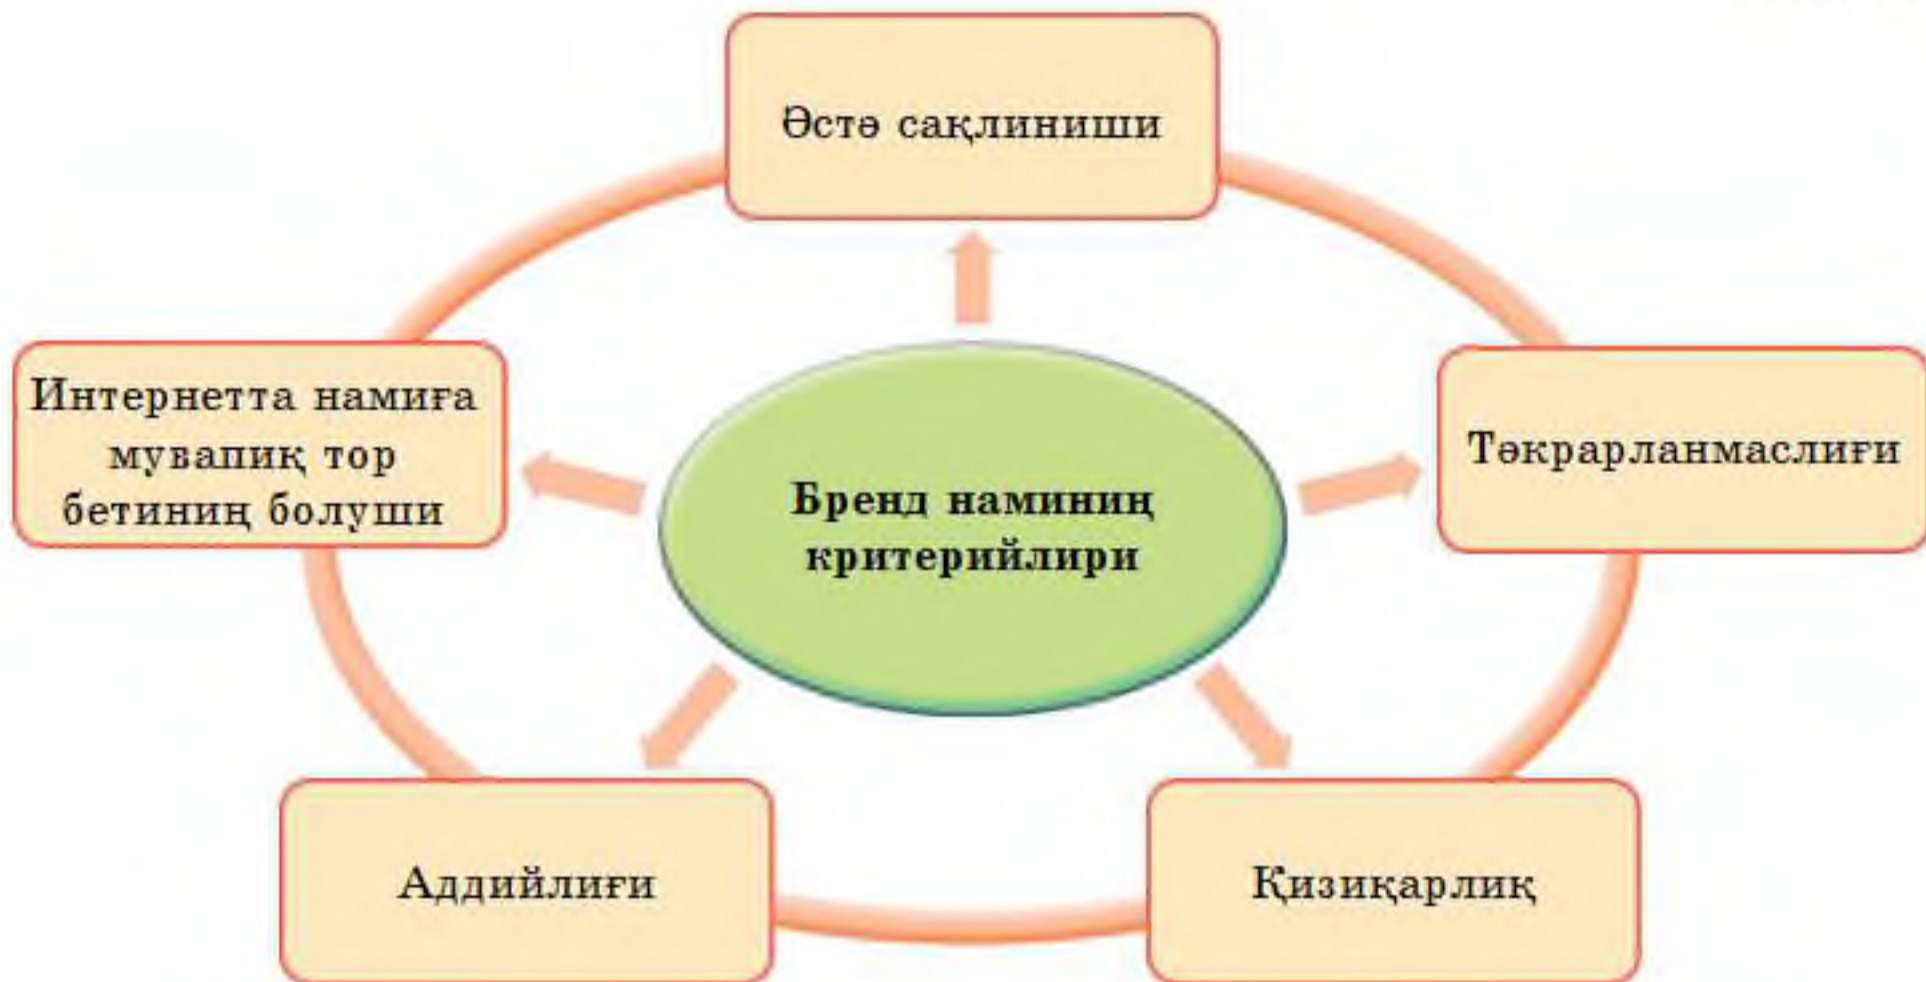 Әстә сақлиниши
Интернетта намиға
мувапиқ тор
бетиниң болуши
Тәкрарланмаслиғи
Бренд наминиң
критерийлири
Аддийлиғи
Қизиқарлиқ